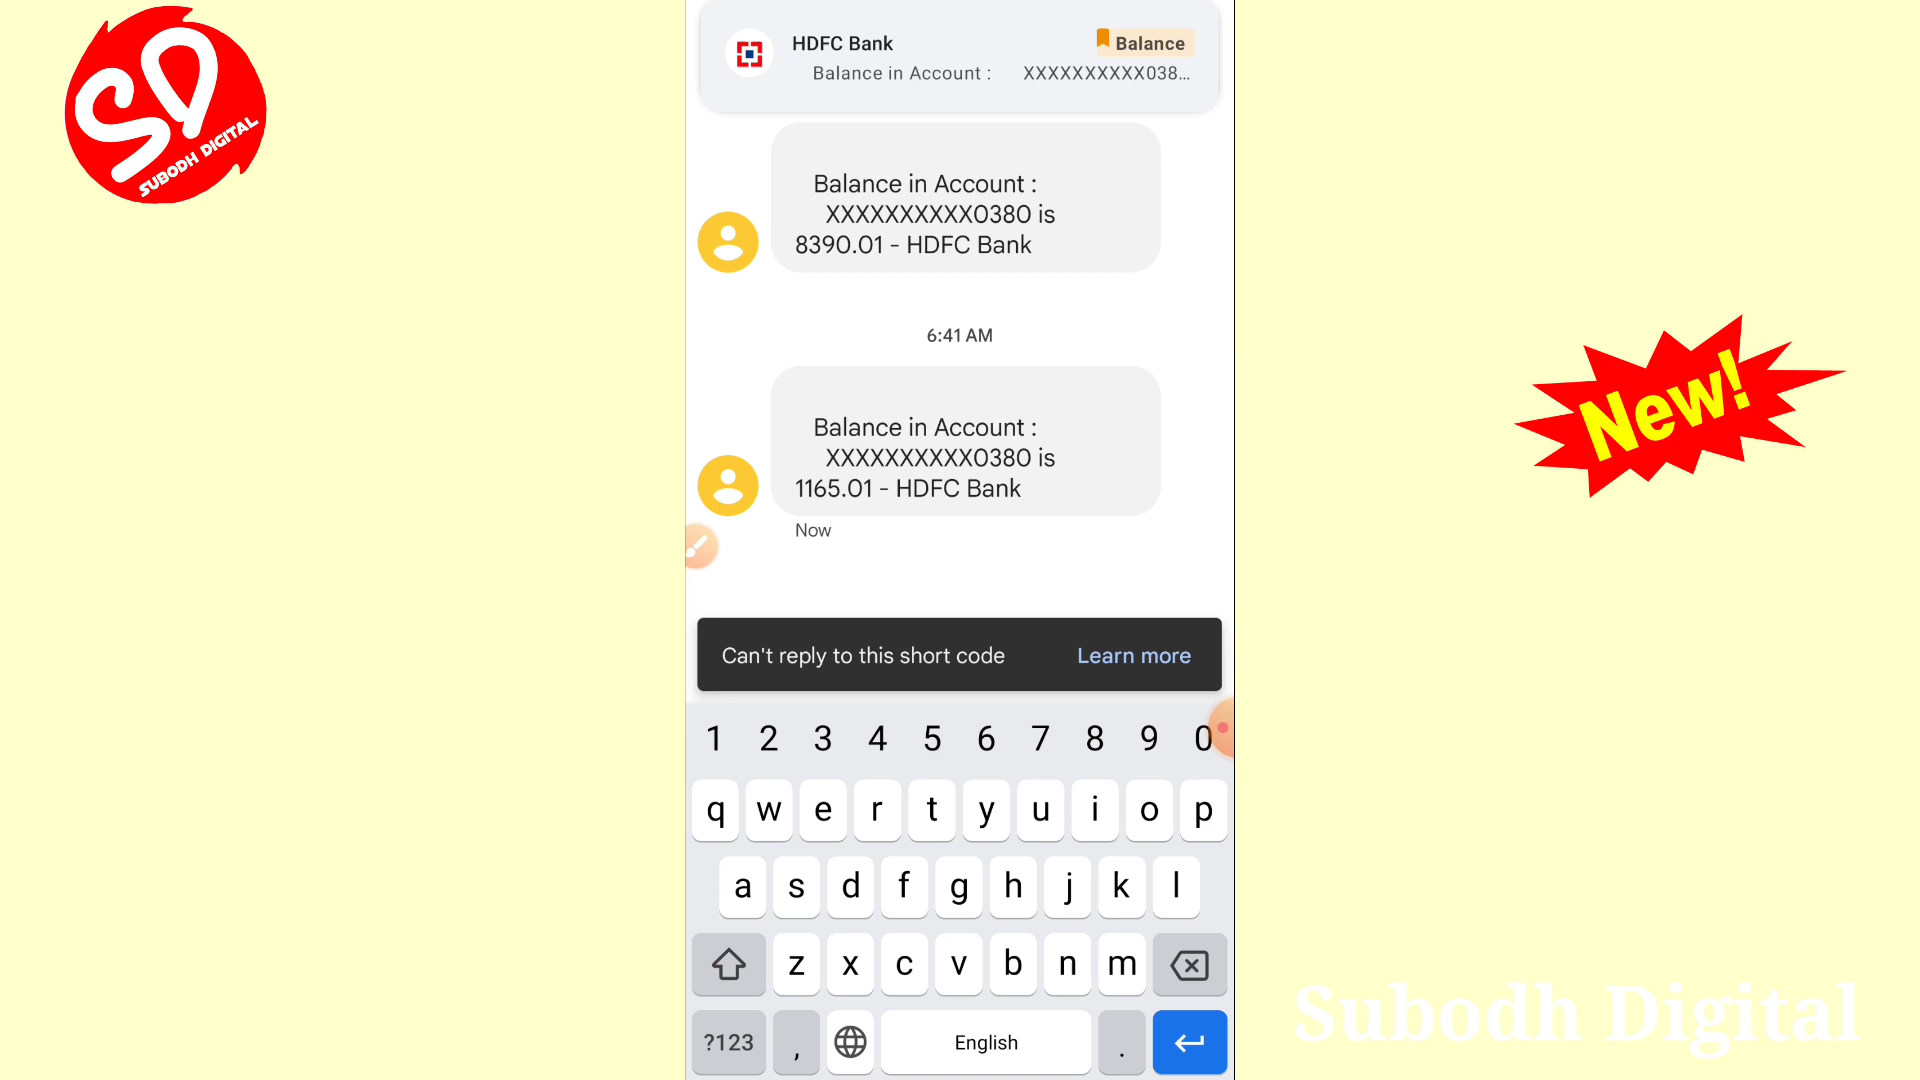 SD
SUBODH DIGITAL
HDFC Bank
Balance
Balance in Account : XXXXXXXXXX038...
Balance in Account :
XXXXXXXXXX0380 is
8390.01 - HDFC Bank
6:41 AM
Balance in Account :
XXXXXXXXXX0380 is
1165.01 - HDFC Bank
Now
New!
Can't reply to this short code Learn more
1 2 3 4 5 6 7 8 9 0
q w e r t y u i o p
a s d f g h j k l
z x c v b n m
?123 , English .
Subodh Digital